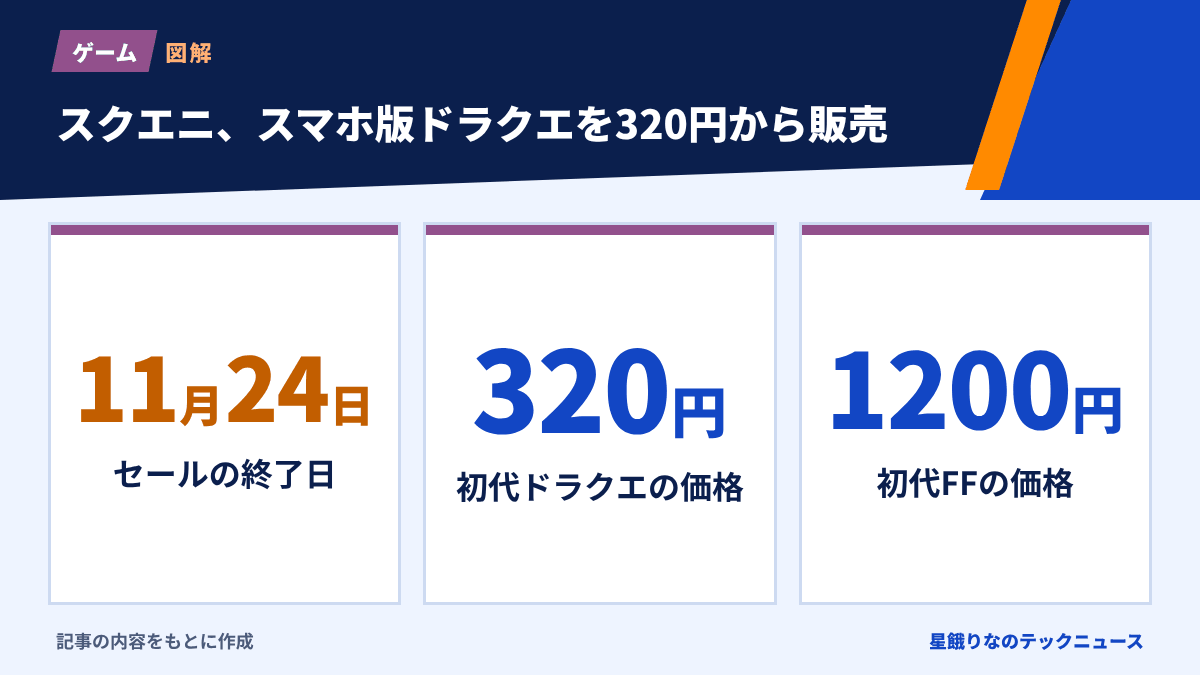 ゲーム 図解
スクエニ、スマホ版ドラクエを320円から販売
11月24日
セールの終了日
320円
初代ドラクエの価格
1200円
初代FFの価格
記事の内容をもとに作成
星餓りなのテックニュース